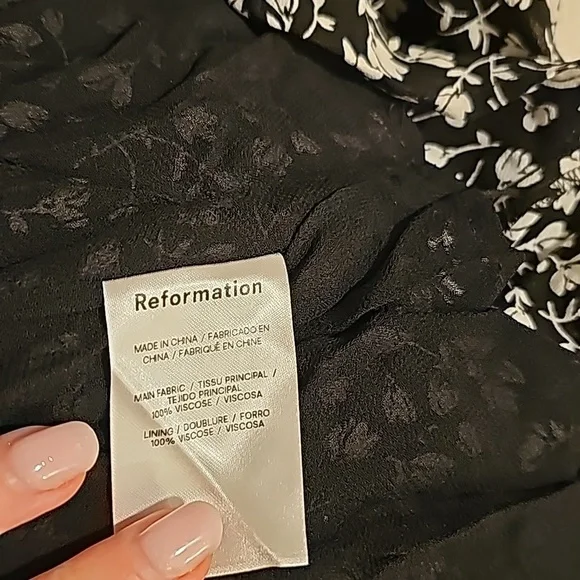 Reformation
MADE IN CHINA / FABRICADO EN
CHINA / FABRIQUÉ EN CHINE
MAIN FABRIC / TISSU PRINCIPAL /
TEJIDO PRINCIPAL
100% VISCOSE / VISCOSA
LINING / DOUBLURE / FORRO
100% VISCOSE / VISCOSA